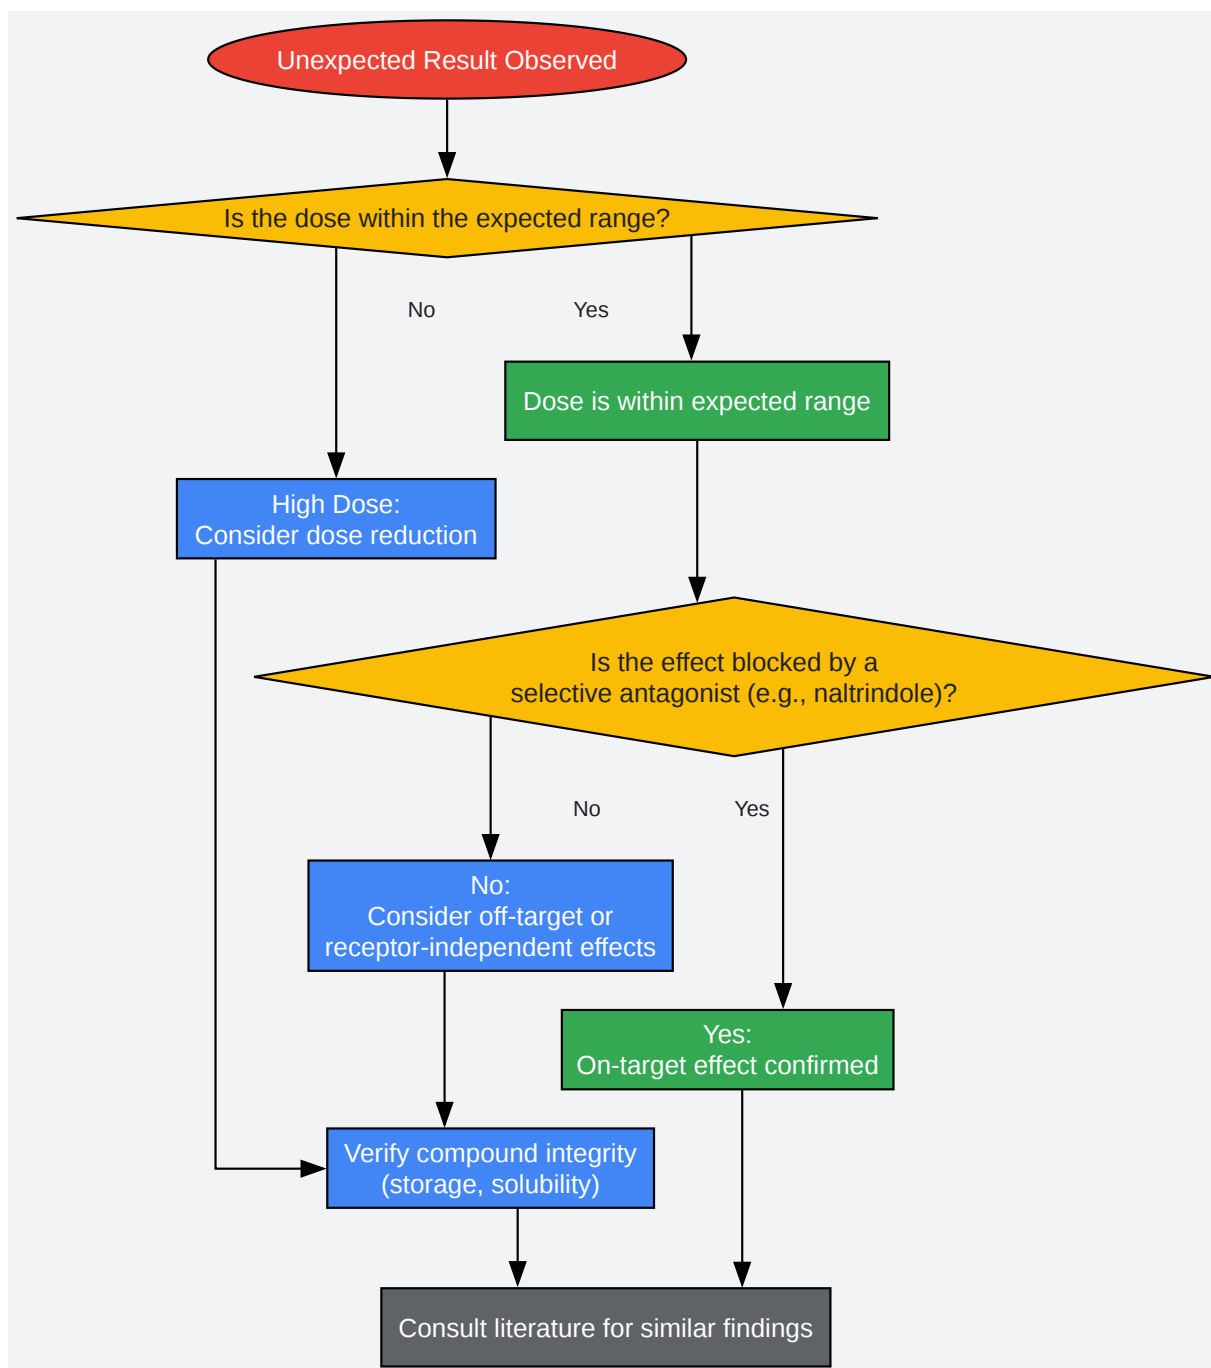 Unexpected Result Observed
Is the dose within the expected range?
No
Yes
Dose is within expected range
High Dose:
Consider dose reduction
Is the effect blocked by a
selective antagonist (e.g., naltrindole)?
No
Yes
No:
Consider off-target or
receptor-independent effects
Yes:
On-target effect confirmed
Verify compound integrity
(storage, solubility)
Consult literature for similar findings